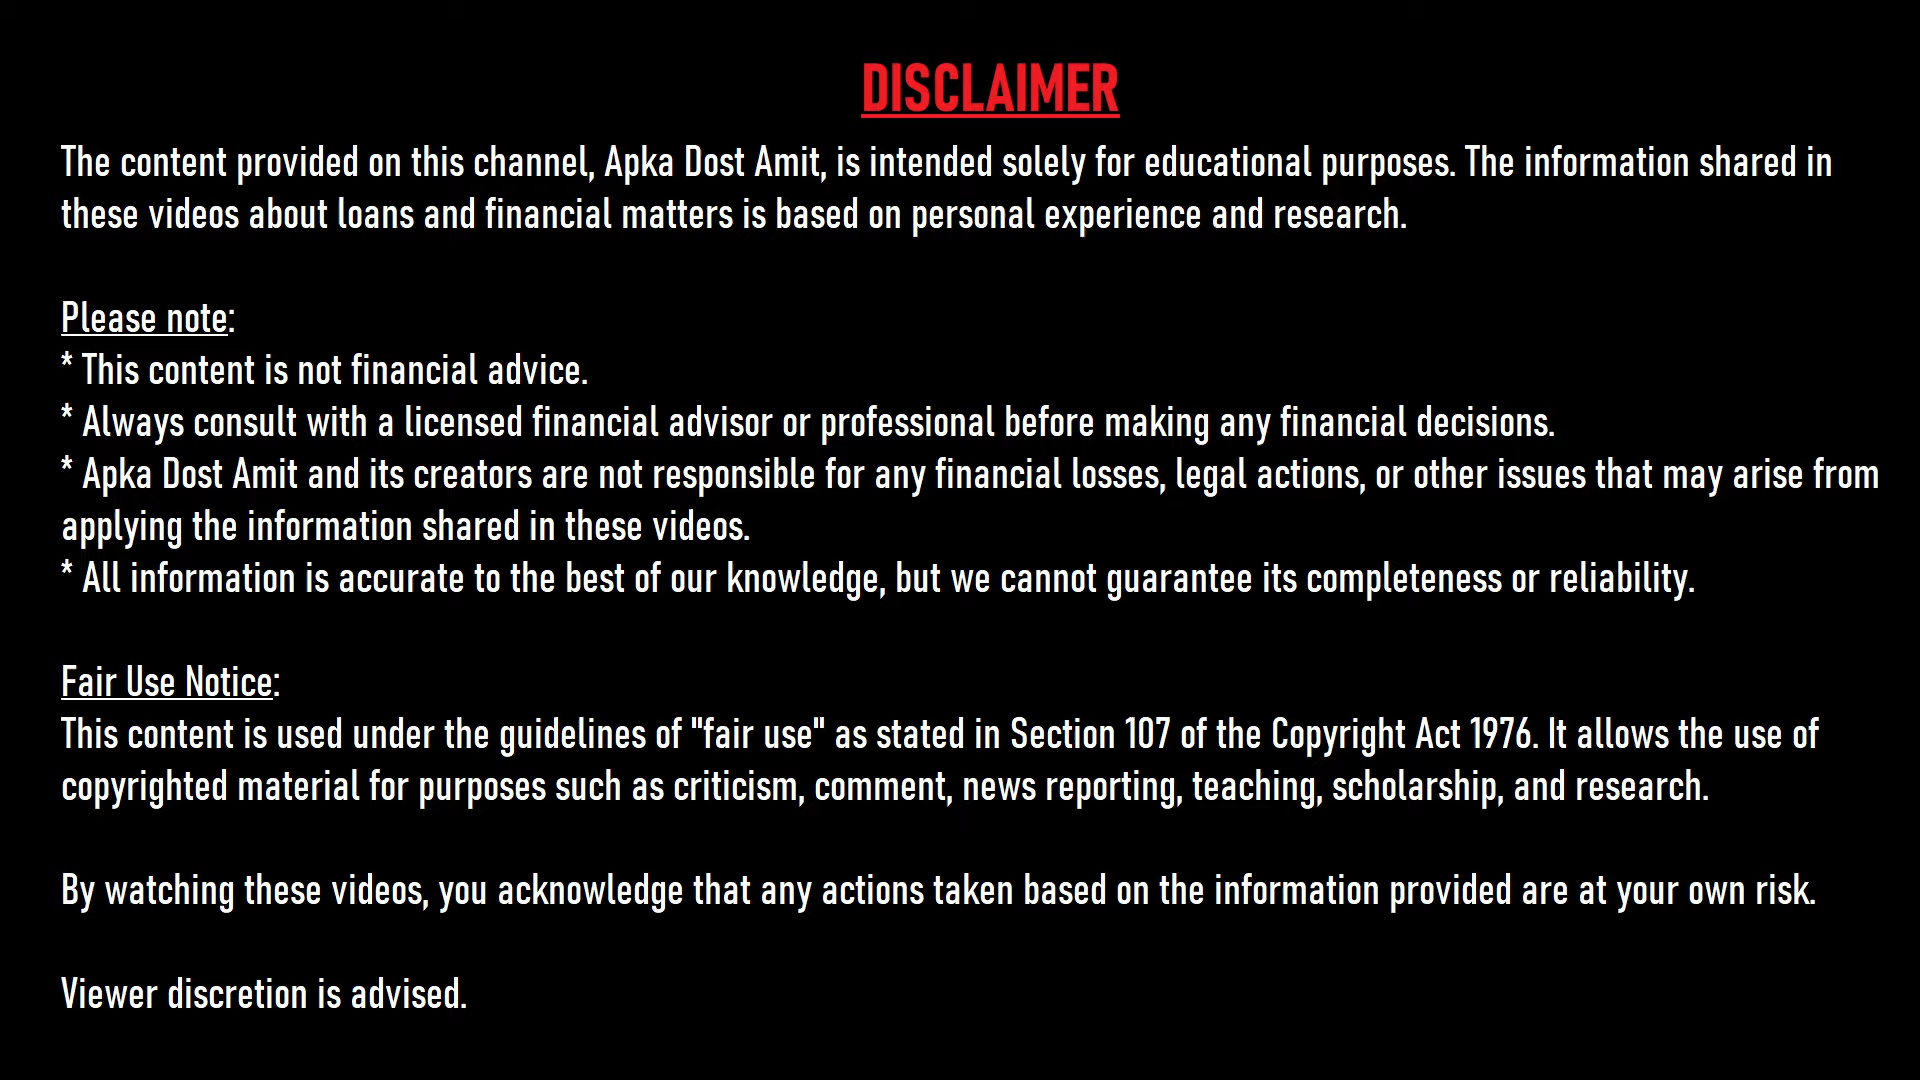 DISCLAIMER
The content provided on this channel, Apka Dost Amit, is intended solely for educational purposes. The information shared in
these videos about loans and financial matters is based on personal experience and research.
Please note:
* This content is not financial advice.
* Always consult with a licensed financial advisor or professional before making any financial decisions.
* Apka Dost Amit and its creators are not responsible for any financial losses, legal actions, or other issues that may arise from
applying the information shared in these videos.
* All information is accurate to the best of our knowledge, but we cannot guarantee its completeness or reliability.
Fair Use Notice:
This content is used under the guidelines of "fair use" as stated in Section 107 of the Copyright Act 1976. It allows the use of
copyrighted material for purposes such as criticism, comment, news reporting, teaching, scholarship, and research.
By watching these videos, you acknowledge that any actions taken based on the information provided are at your own risk.
Viewer discretion is advised.